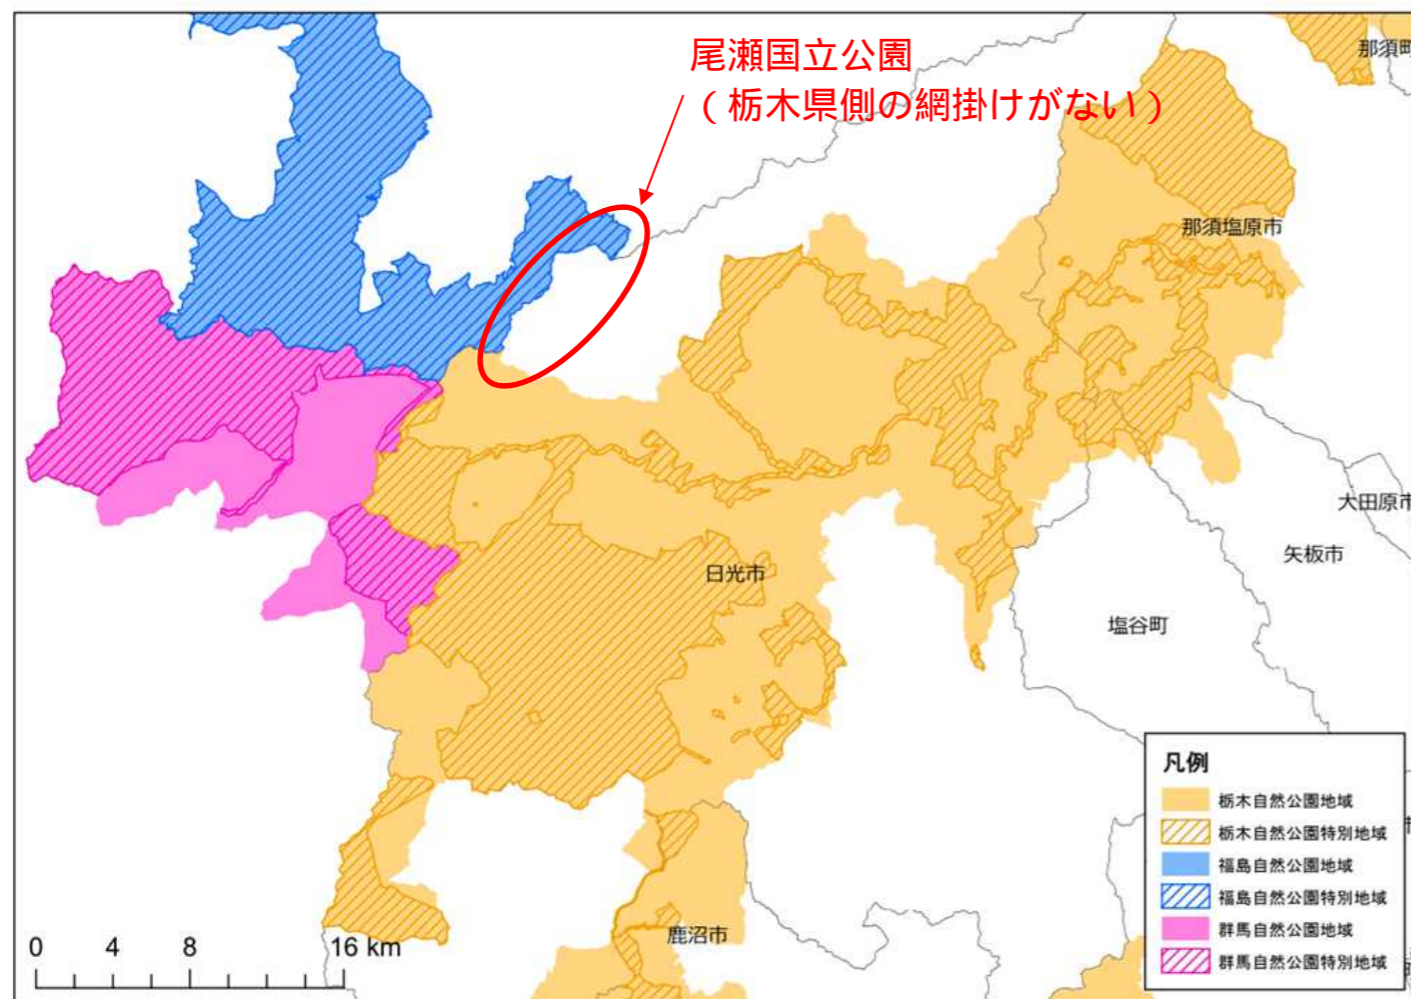 尾瀬国立公園
（栃木県側の網掛けがない）
那須町
那須塩原市
大田原市
矢板市
日光市
塩谷町
鹿沼市
凡例
栃木自然公園地域
栃木自然公園特別地域
福島自然公園地域
福島自然公園特別地域
群馬自然公園地域
群馬自然公園特別地域
0 4 8 16 km